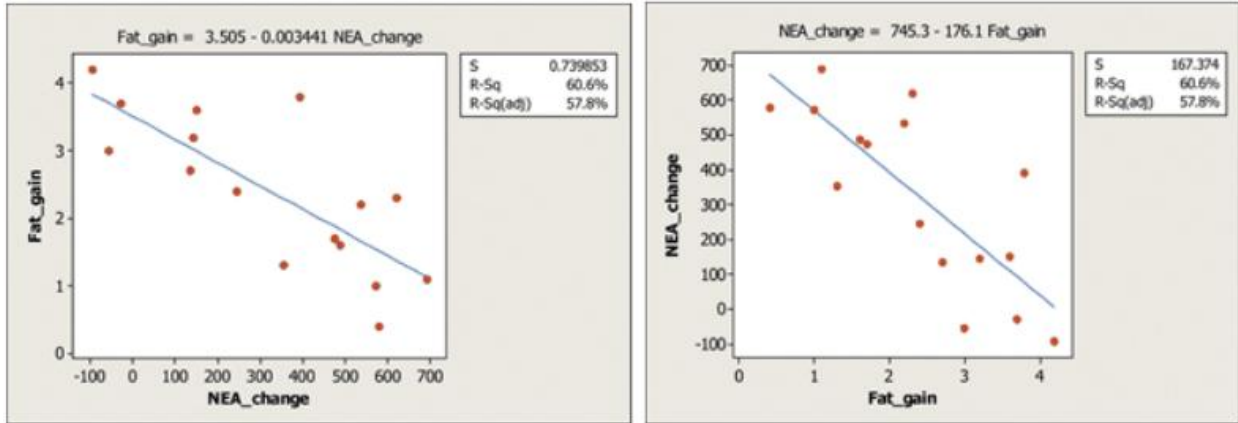 Fat_gain = 3.505 - 0.003441 NEA_change
S 0.739853
R-Sq 60.6%
R-Sq(adj) 57.8%
4
3
2
1
0
Fat_gain
-100 0 100 200 300 400 500 600 700
NEA_change
NEA_change = 745.3 - 176.1 Fat_gain
S 167.374
R-Sq 60.6%
R-Sq(adj) 57.8%
700
600
500
400
300
200
100
0
-100
NEA_change
0 1 2 3 4
Fat_gain